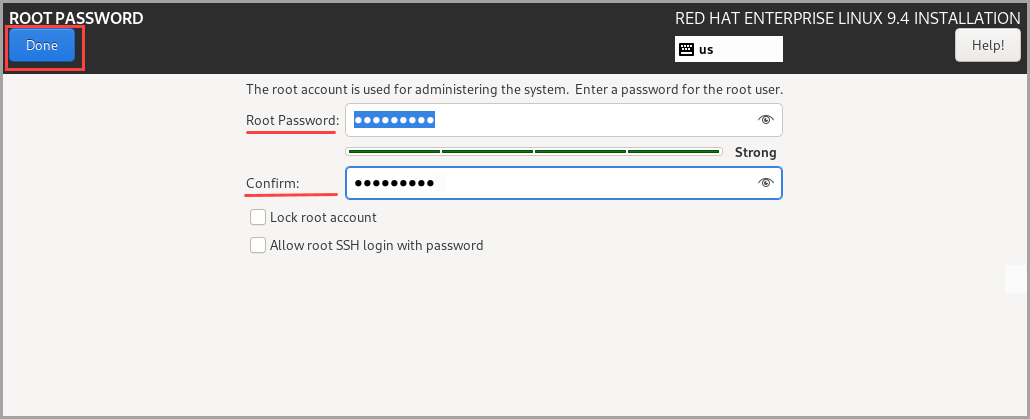 ROOT PASSWORD
RED HAT ENTERPRISE LINUX 9.4 INSTALLATION
Done
us
Help!
The root account is used for administering the system. Enter a password for the root user.
Root Password: ●●●●●●●●●
Strong
Confirm: ●●●●●●●●●
Lock root account
Allow root SSH login with password